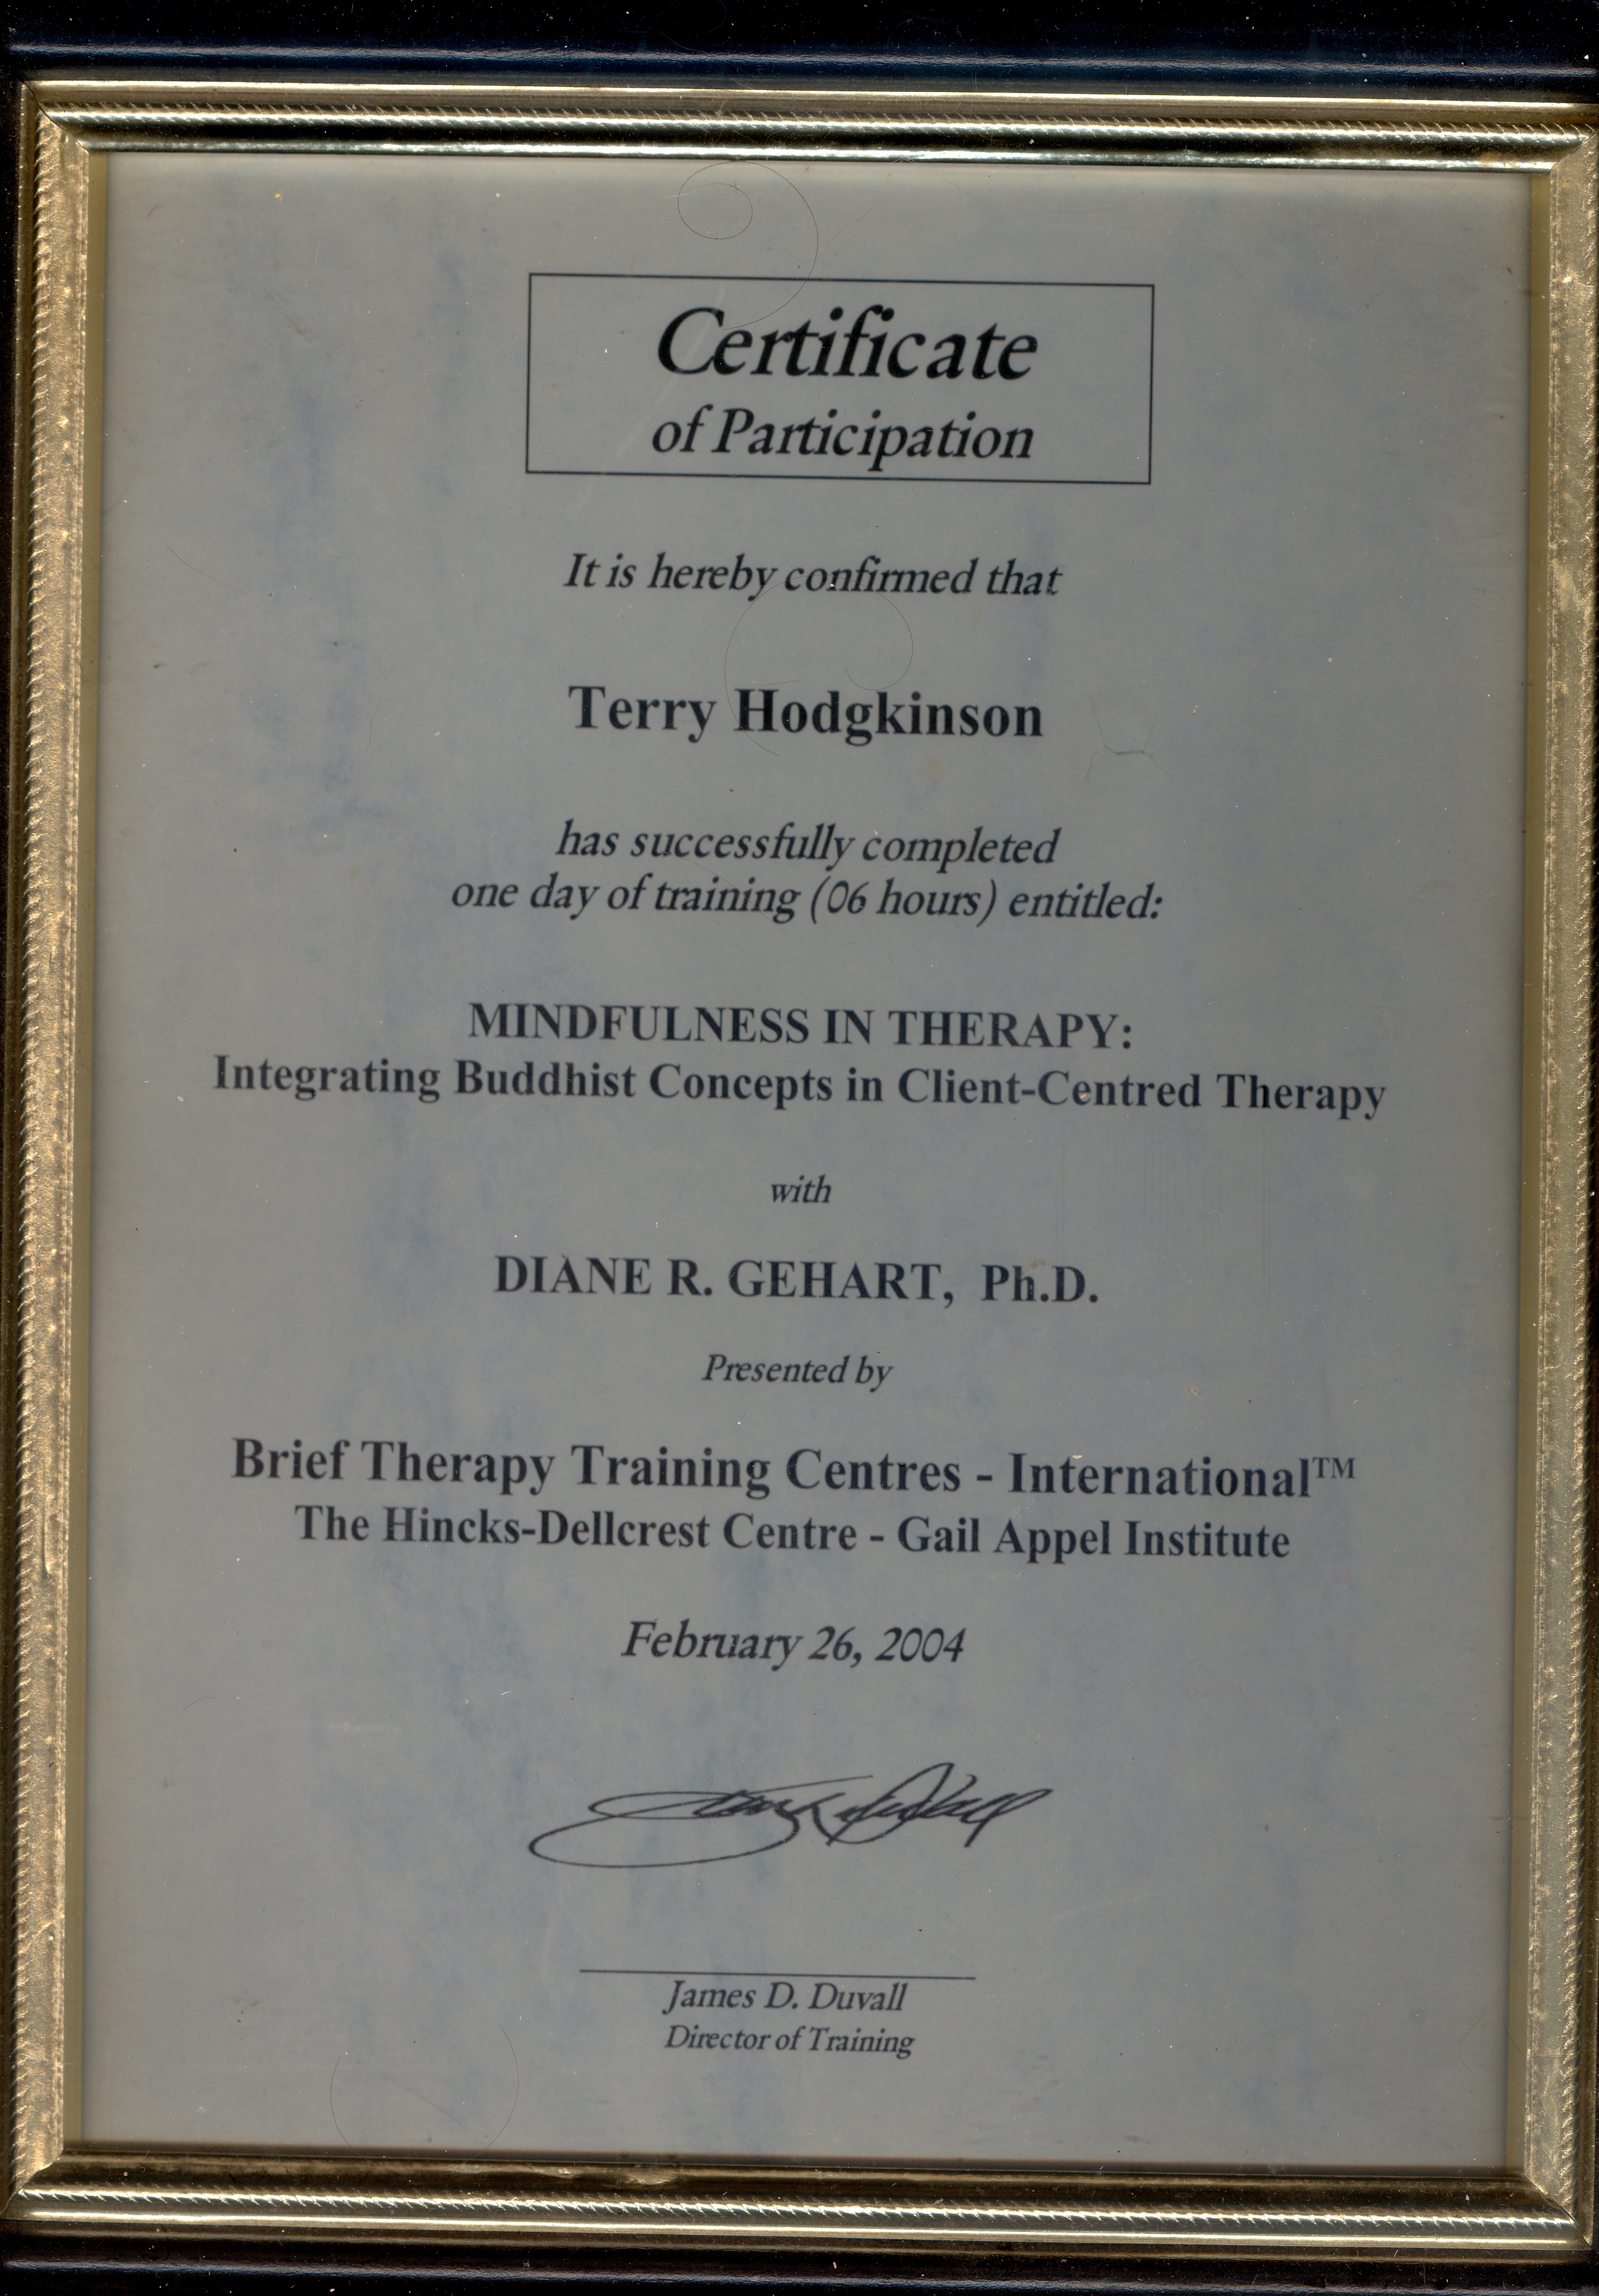 Certificate
of Participation
It is hereby confirmed that
Terry Hodgkinson
has successfully completed
one day of training (06 hours) entitled:
MINDFULNESS IN THERAPY:
Integrating Buddhist Concepts in Client-Centred Therapy
with
DIANE R. GEHART, Ph.D.
Presented by
Brief Therapy Training Centres - International™
The Hincks-Dellcrest Centre - Gail Appel Institute
February 26, 2004
James D. Duvall
Director of Training